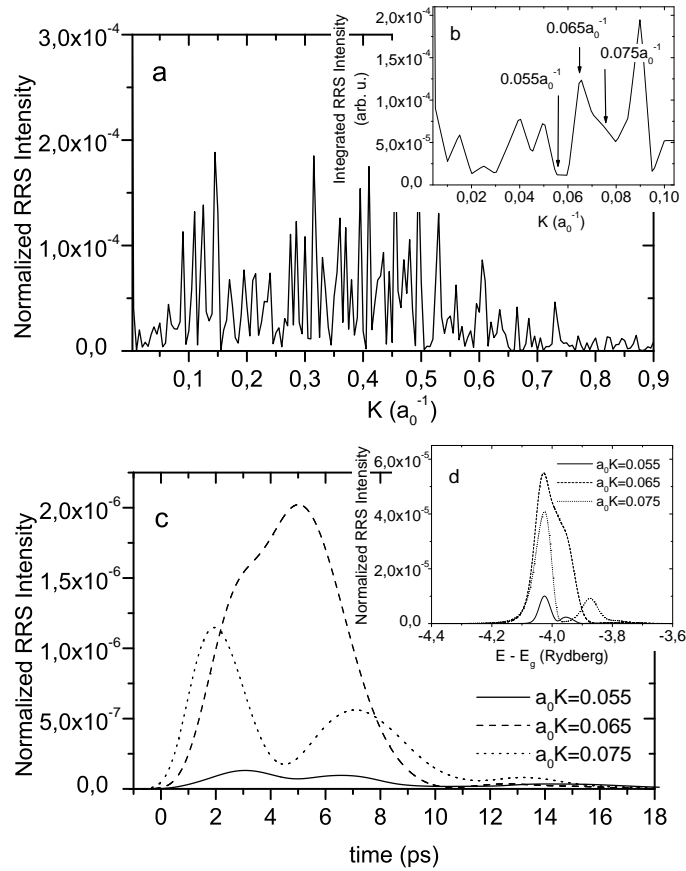 a
Normalized RRS Intensity
3,0x10⁻⁴
2,0x10⁻⁴
1,0x10⁻⁴
0,0
0,1 0,2 0,3 0,4 0,5 0,6 0,7 0,8 0,9
K (a₀⁻¹)
b
Integrated RRS Intensity
(arb. u.)
2,0x10⁻⁴
1,5x10⁻⁴
1,0x10⁻⁴
5,0x10⁻⁵
0,0
0.055a₀⁻¹
0.065a₀⁻¹
0.075a₀⁻¹
0,02 0,04 0,06 0,08 0,10
K (a₀⁻¹)
c
Normalized RRS Intensity
2,0x10⁻⁶
1,5x10⁻⁶
1,0x10⁻⁶
5,0x10⁻⁷
0,0
0 2 4 6 8 10 12 14 16 18
time (ps)
a₀K=0.055
a₀K=0.065
a₀K=0.075
d
Normalized RRS Intensity
6,0x10⁻⁵
4,0x10⁻⁵
2,0x10⁻⁵
0,0
-4,4 -4,2 -4,0 -3,8 -3,6
E - E_g (Rydberg)
a₀K=0.055
a₀K=0.065
a₀K=0.075